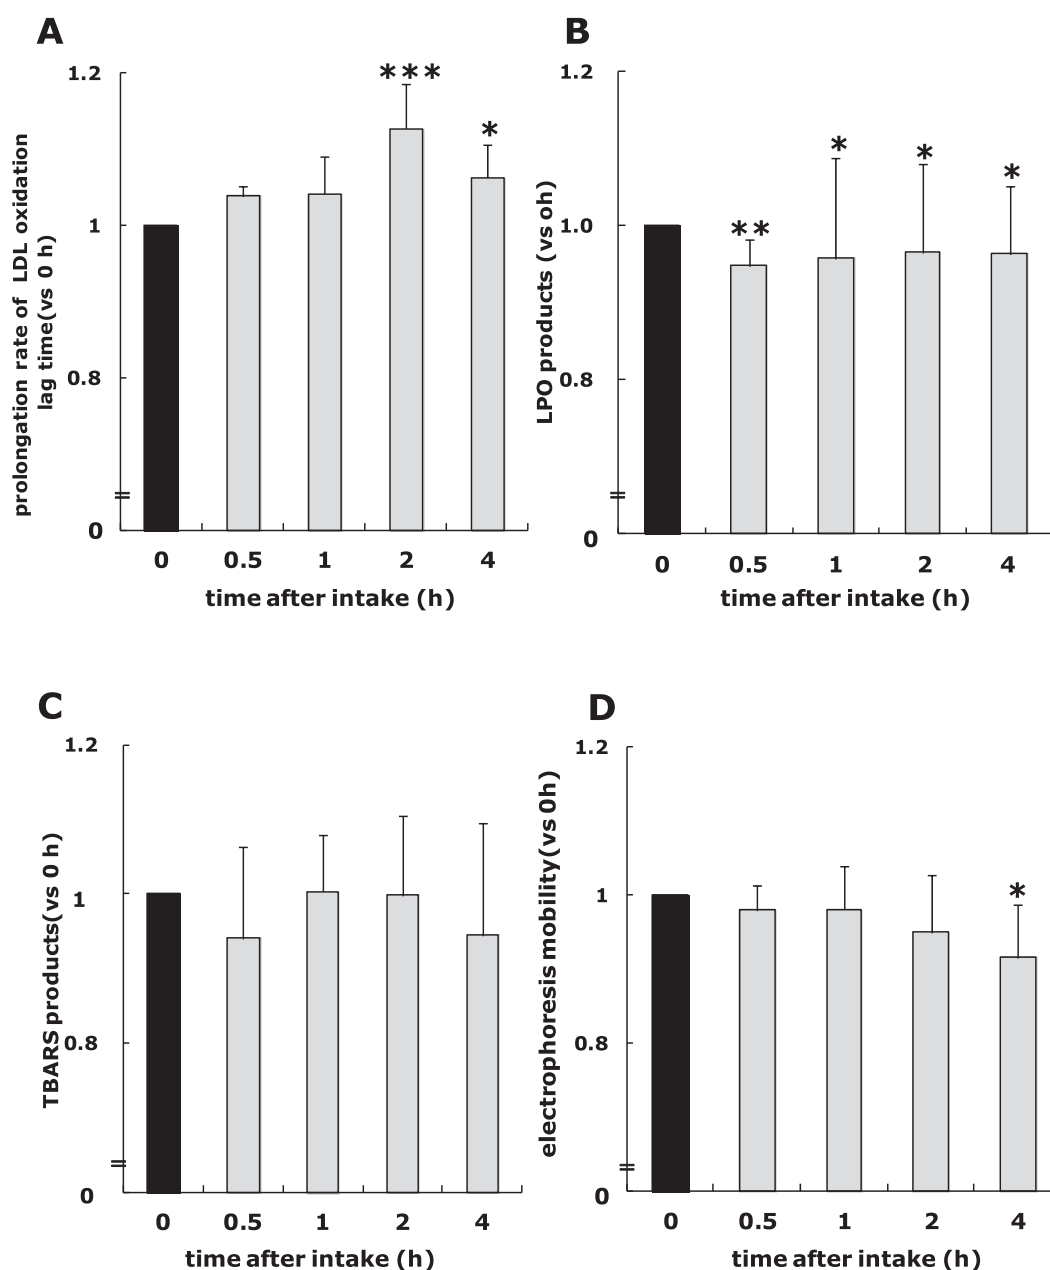 A
prolongation rate of LDL oxidation
lag time(vs 0 h)
1.2
1
0.8
0
***
*
0 0.5 1 2 4
time after intake (h)
B
LPO products (vs oh)
1.2
1.0
0.8
0
**
*
*
*
0 0.5 1 2 4
time after intake (h)
C
TBARS products(vs 0 h)
1.2
1
0.8
0
0 0.5 1 2 4
time after intake (h)
D
electrophoresis mobility(vs 0h)
1.2
1
0.8
0
*
0 0.5 1 2 4
time after intake (h)